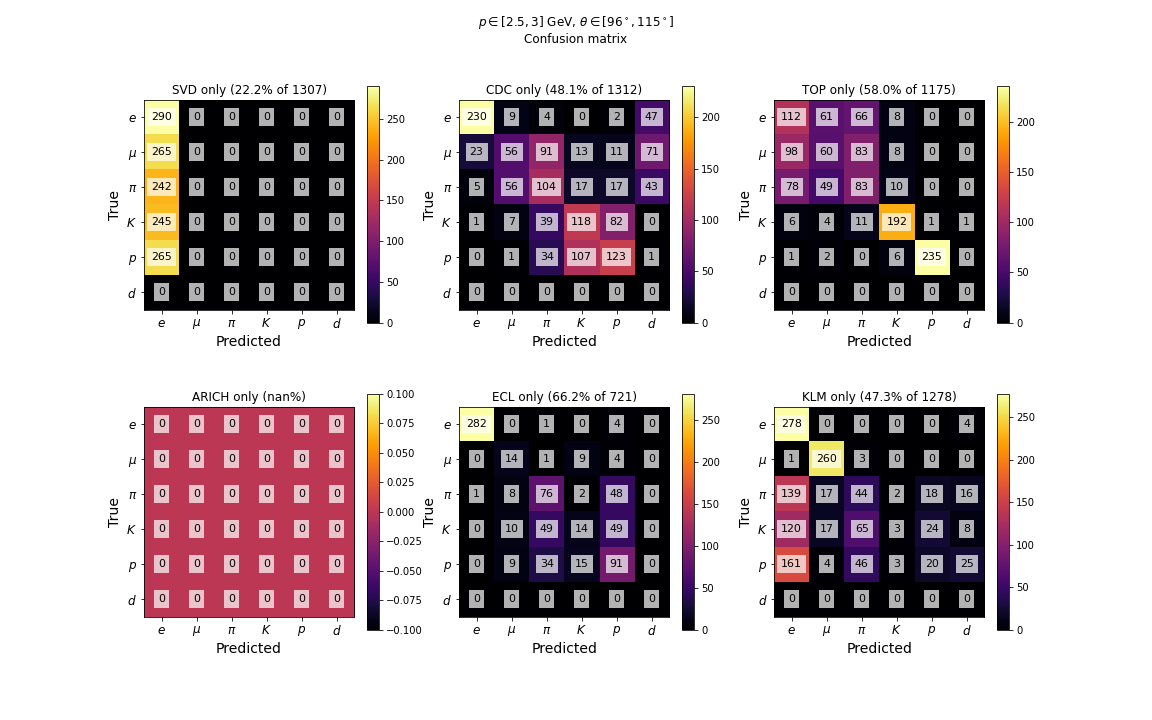 p ∈ [2.5, 3] GeV, θ ∈ [96°, 115°]
Confusion matrix
SVD only (22.2% of 1307)
True
e 290 0 0 0 0 0
μ 265 0 0 0 0 0
π 242 0 0 0 0 0
K 245 0 0 0 0 0
p 265 0 0 0 0 0
d 0 0 0 0 0 0
e μ π K p d
Predicted
250
200
150
100
50
0
CDC only (48.1% of 1312)
True
e 230 9 4 0 2 47
μ 23 56 91 13 11 71
π 5 56 104 17 17 43
K 1 7 39 118 82 0
p 0 1 34 107 123 1
d 0 0 0 0 0 0
e μ π K p d
Predicted
200
150
100
50
0
TOP only (58.0% of 1175)
True
e 112 61 66 8 0 0
μ 98 60 83 8 0 0
π 78 49 83 10 0 0
K 6 4 11 192 1 1
p 1 2 0 6 235 0
d 0 0 0 0 0 0
e μ π K p d
Predicted
200
150
100
50
0
ARICH only (nan%)
True
e 0 0 0 0 0 0
μ 0 0 0 0 0 0
π 0 0 0 0 0 0
K 0 0 0 0 0 0
p 0 0 0 0 0 0
d 0 0 0 0 0 0
e μ π K p d
Predicted
0.100
0.075
0.050
0.025
0.000
−0.025
−0.050
−0.075
−0.100
ECL only (66.2% of 721)
True
e 282 0 1 0 4 0
μ 0 14 1 9 4 0
π 1 8 76 2 48 0
K 0 10 49 14 49 0
p 0 9 34 15 91 0
d 0 0 0 0 0 0
e μ π K p d
Predicted
250
200
150
100
50
0
KLM only (47.3% of 1278)
True
e 278 0 0 0 0 4
μ 1 260 3 0 0 0
π 139 17 44 2 18 16
K 120 17 65 3 24 8
p 161 4 46 3 20 25
d 0 0 0 0 0 0
e μ π K p d
Predicted
250
200
150
100
50
0